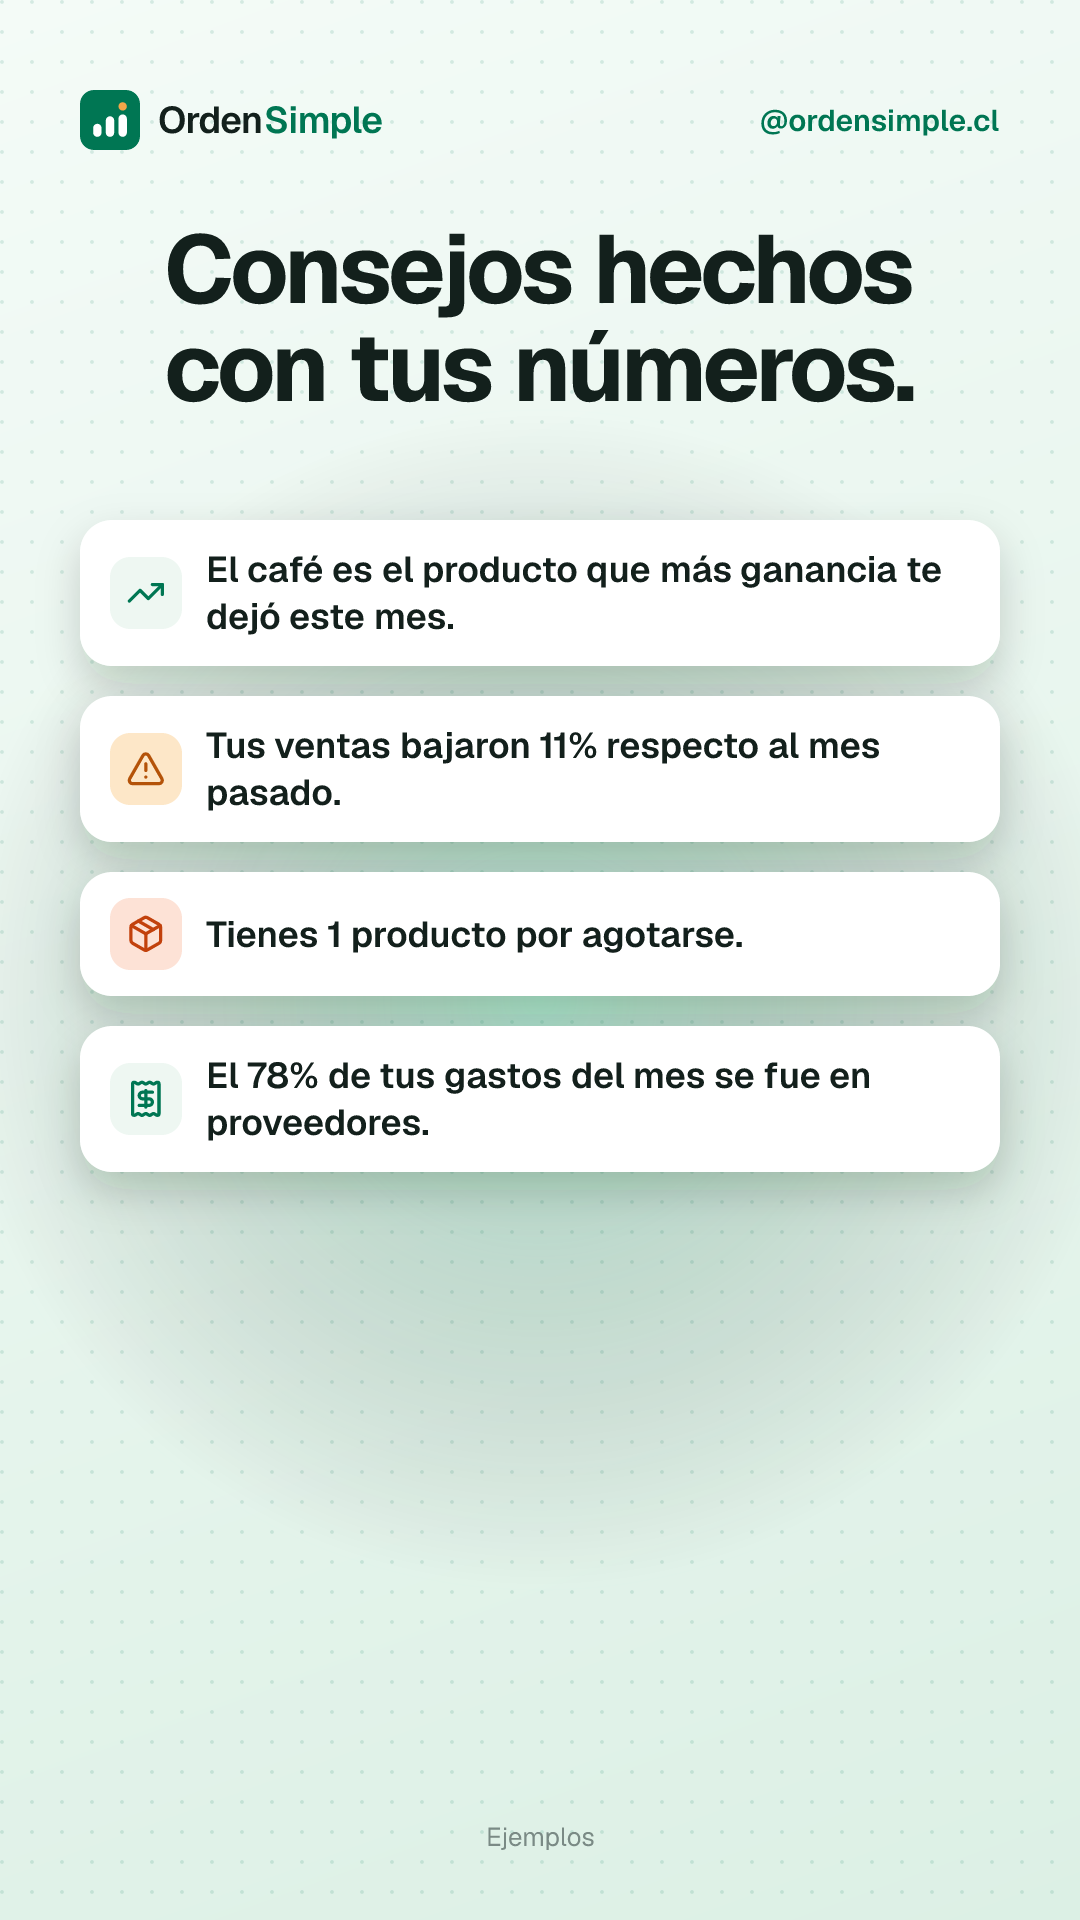 OrdenSimple
@ordensimple.cl
Consejos hechos
con tus números.
El café es el producto que más ganancia te
dejó este mes.
Tus ventas bajaron 11% respecto al mes
pasado.
Tienes 1 producto por agotarse.
El 78% de tus gastos del mes se fue en
proveedores.
Ejemplos